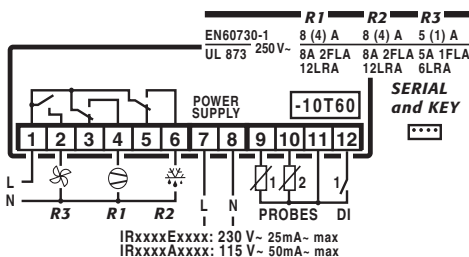 R1 R2 R3
EN60730-1 250V~ 8 (4) A 8 (4) A 5 (1) A
UL 873 8A 2FLA 8A 2FLA 5A 1FLA
12LRA 12LRA 6LRA
SERIAL
and KEY
POWER
SUPPLY
-10T60
1 2 3 4 5 6 7 8 9 10 11 12
L
N
1 2 1
R3 R1 R2 L N PROBES DI
IRxxxxExxxx: 230 V~ 25mA~ max
IRxxxxAxxxx: 115 V~ 50mA~ max